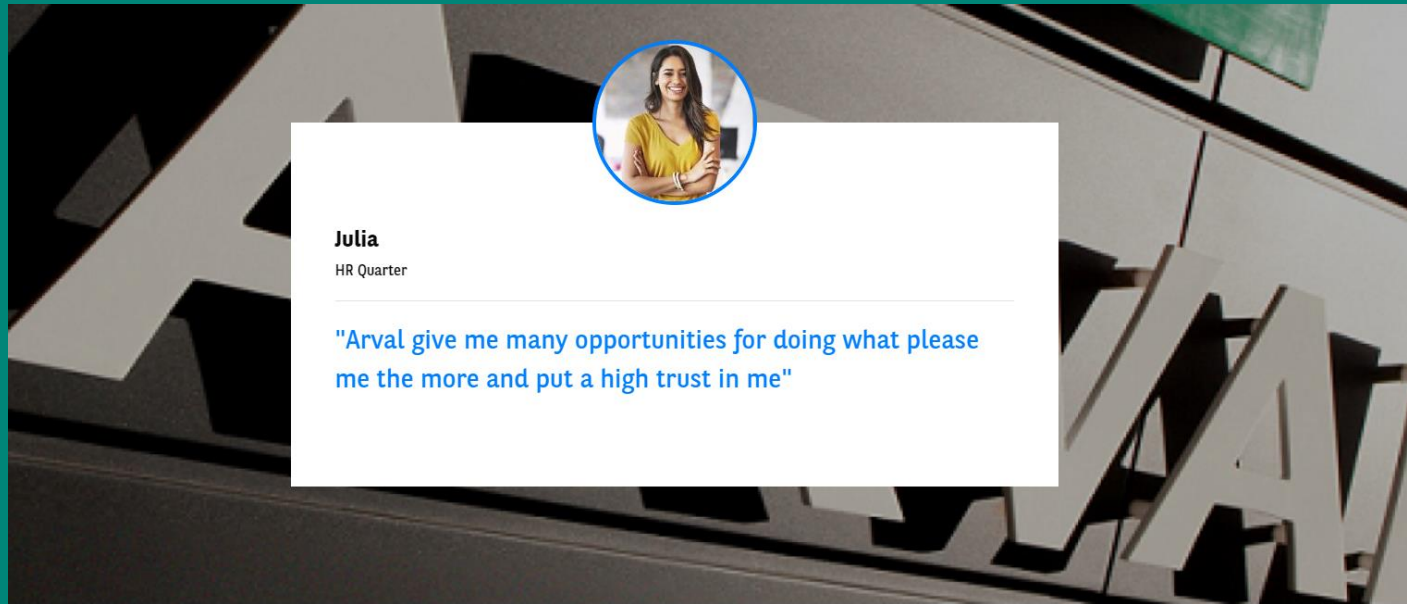 Julia
HR Quarter
"Arval give me many opportunities for doing what please
me the more and put a high trust in me"